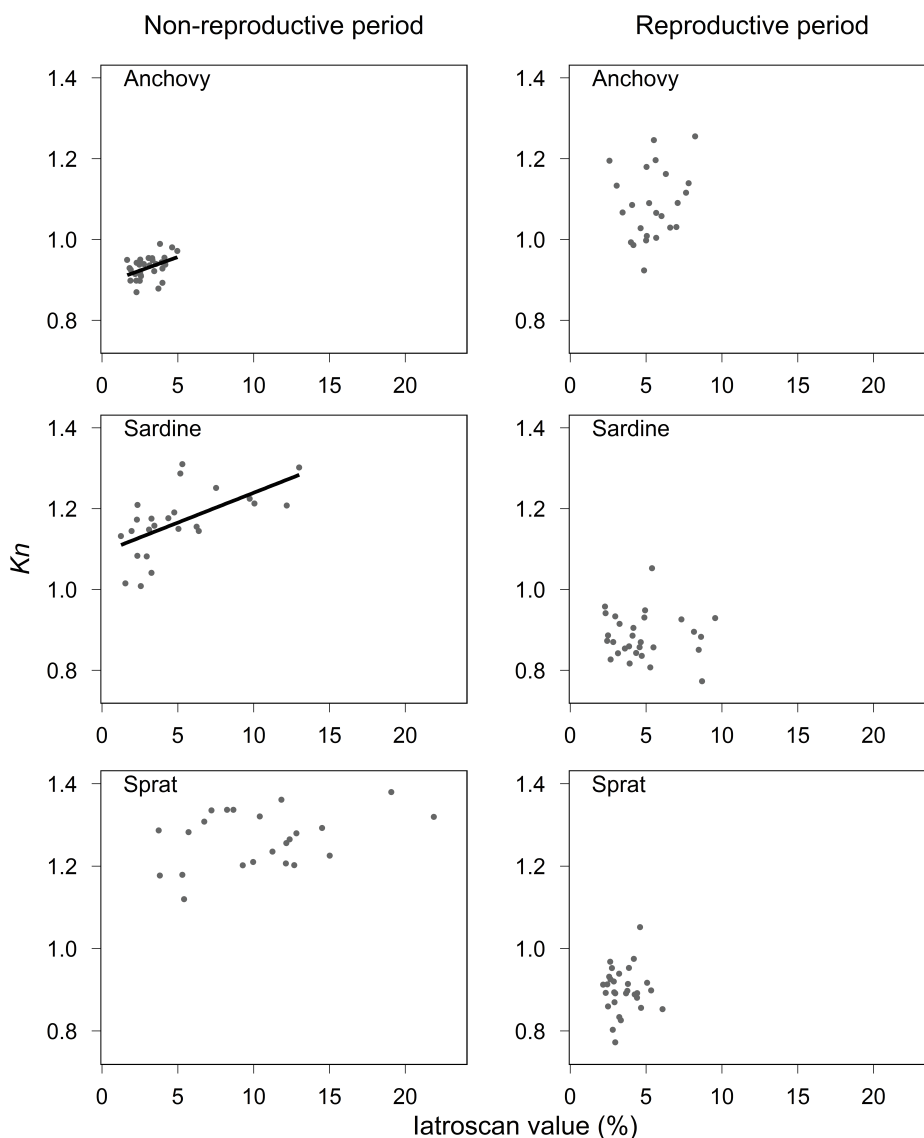 Non-reproductive period Reproductive period
Anchovy Anchovy
1.4 1.4
1.2 1.2
1.0 1.0
0.8 0.8
0 5 10 15 20 0 5 10 15 20
Sardine Sardine
1.4 1.4
1.2 1.2
Kn
1.0 1.0
0.8 0.8
0 5 10 15 20 0 5 10 15 20
Sprat Sprat
1.4 1.4
1.2 1.2
1.0 1.0
0.8 0.8
0 5 10 15 20 0 5 10 15 20
Iatroscan value (%)